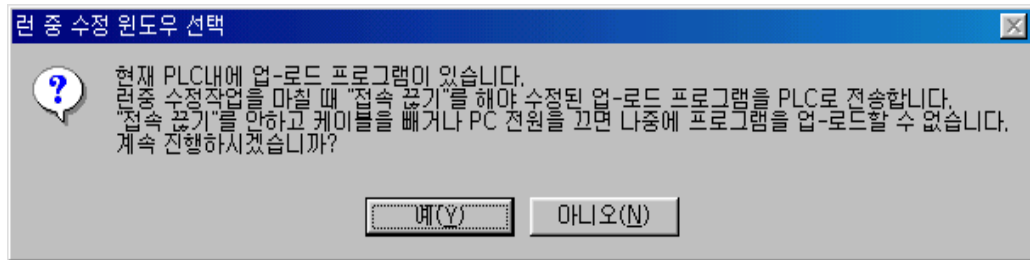 런 중 수정 윈도우 선택
현재 PLC내에 업-로드 프로그램이 있습니다.
런중 수정작업을 마칠 때 "접속 끊기"를 해야 수정된 업-로드 프로그램을 PLC로 전송합니다.
"접속 끊기"를 안하고 케이블을 빼거나 PC 전원을 끄면 나중에 프로그램을 업-로드할 수 없습니다.
계속 진행하시겠습니까?
예(Y) 아니오(N)